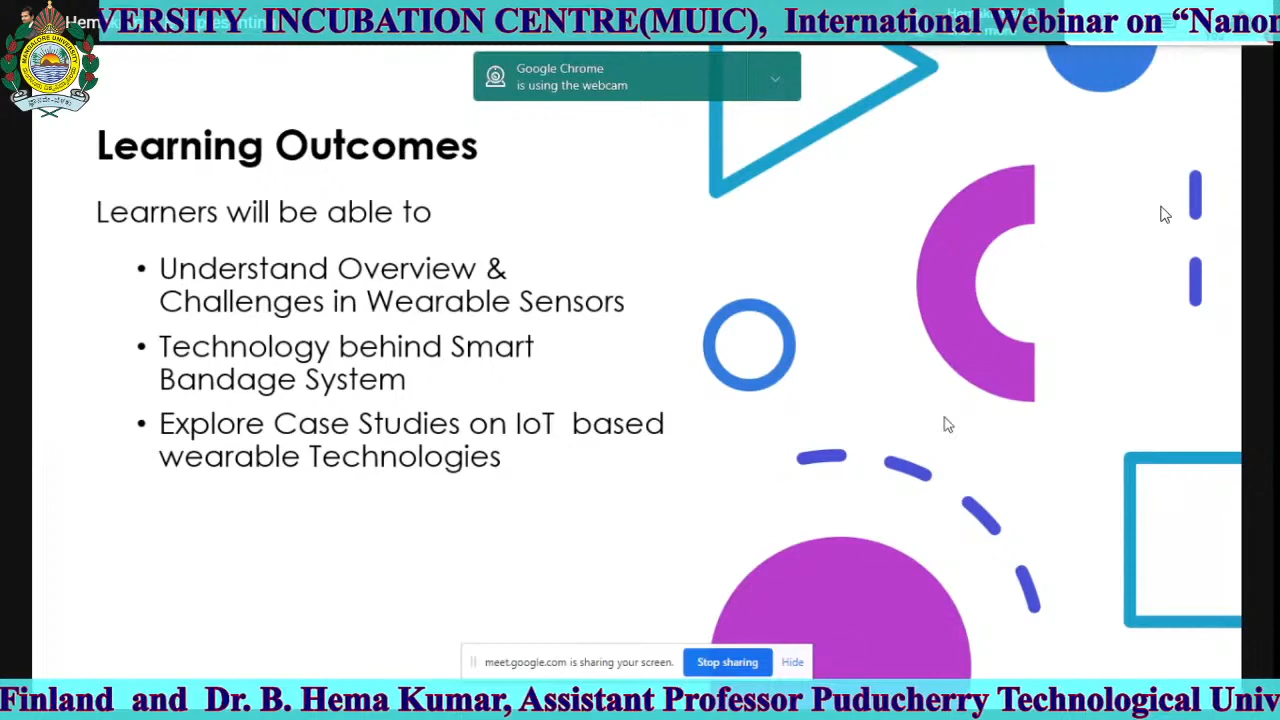 VERSITY INCUBATION CENTRE(MUIC), International Webinar on “Nano
Google Chrome
is using the webcam
Learning Outcomes
Learners will be able to
• Understand Overview &
Challenges in Wearable Sensors
• Technology behind Smart
Bandage System
• Explore Case Studies on IoT based
wearable Technologies
meet.google.com is sharing your screen. Stop sharing Hide
Finland and Dr. B. Hema Kumar, Assistant Professor Puducherry Technological Univ